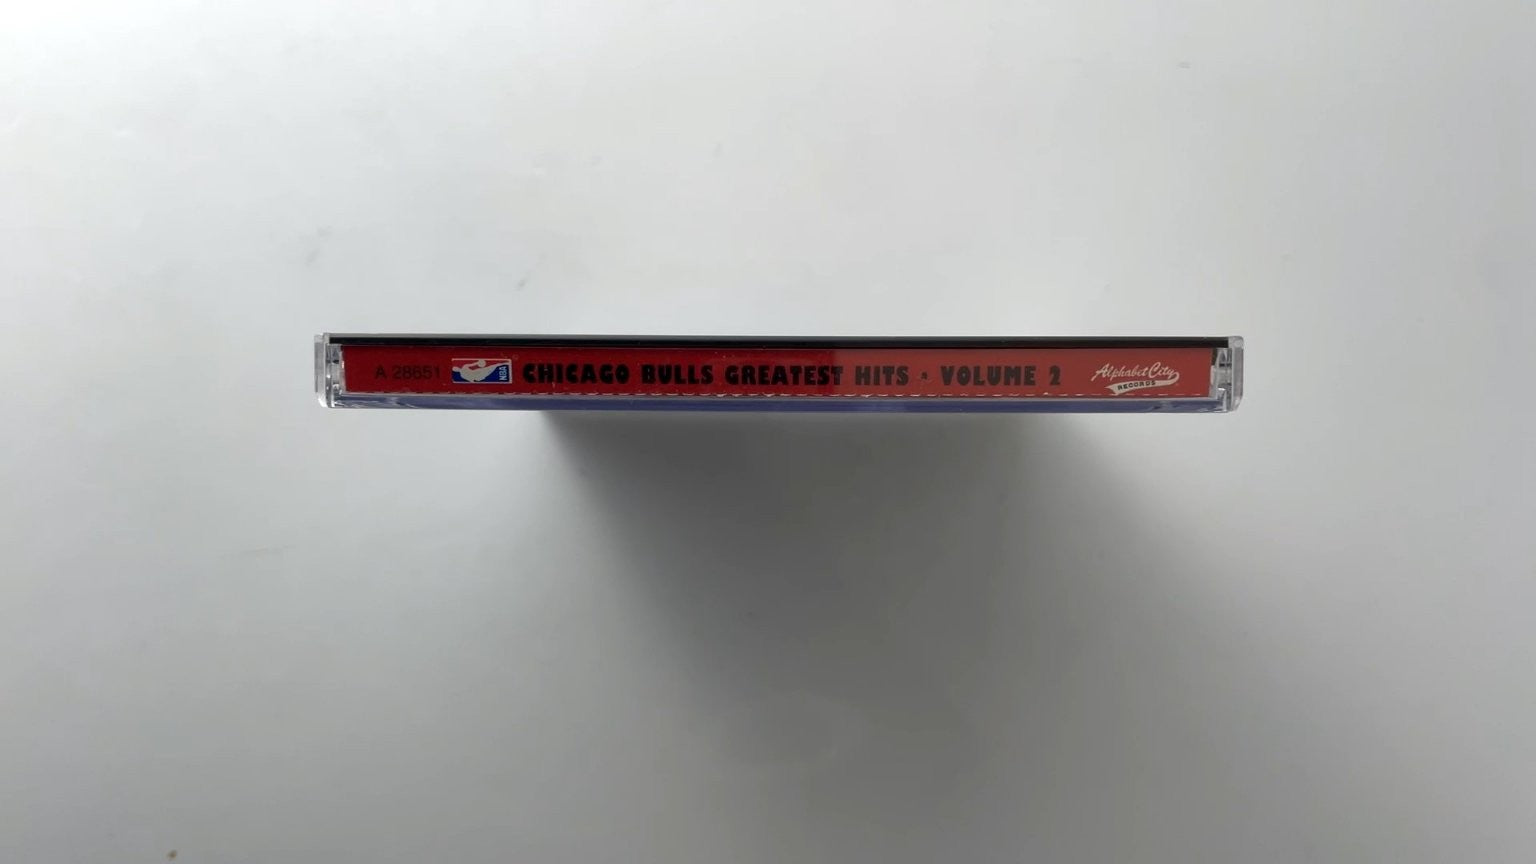 A 28651 NBA CHICAGO BULLS GREATEST HITS • VOLUME 2 Alphabet City
RECORDS